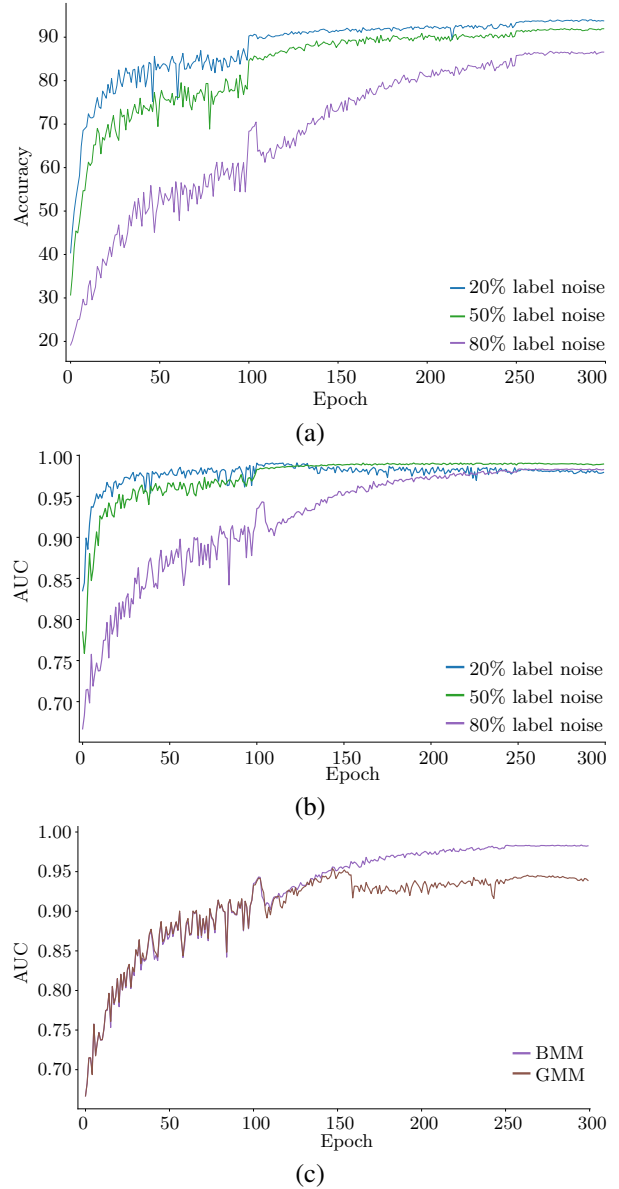 90
80
70
60
50
40
30
20
Accuracy
20% label noise
50% label noise
80% label noise
0 50 100 150 200 250 300
Epoch
(a)
1.00
0.95
0.90
0.85
0.80
0.75
0.70
AUC
20% label noise
50% label noise
80% label noise
0 50 100 150 200 250 300
Epoch
(b)
1.00
0.95
0.90
0.85
0.80
0.75
0.70
AUC
BMM
GMM
0 50 100 150 200 250 300
Epoch
(c)